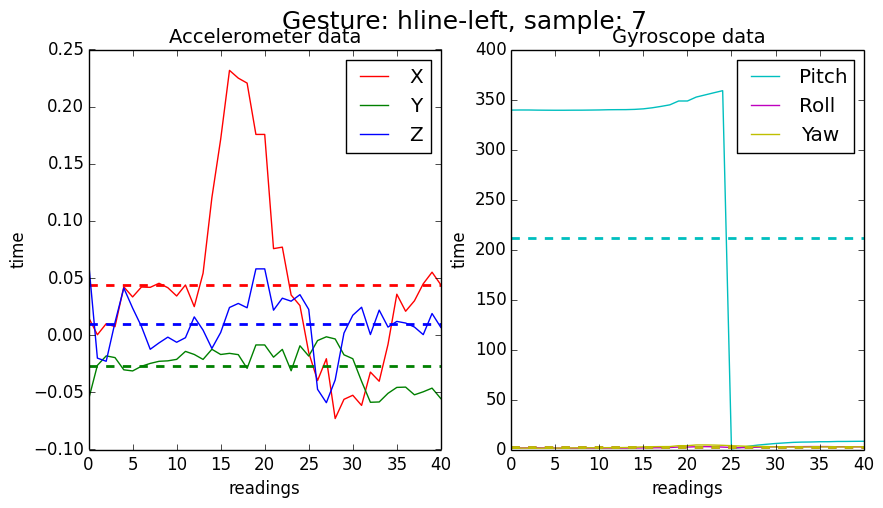 Gesture: hline-left, sample: 7
Accelerometer data
0.25
0.20
0.15
0.10
0.05
0.00
−0.05
−0.10
time
0 5 10 15 20 25 30 35 40
readings
X
Y
Z
Gyroscope data
400
350
300
250
200
150
100
50
0
time
0 5 10 15 20 25 30 35 40
readings
Pitch
Roll
Yaw